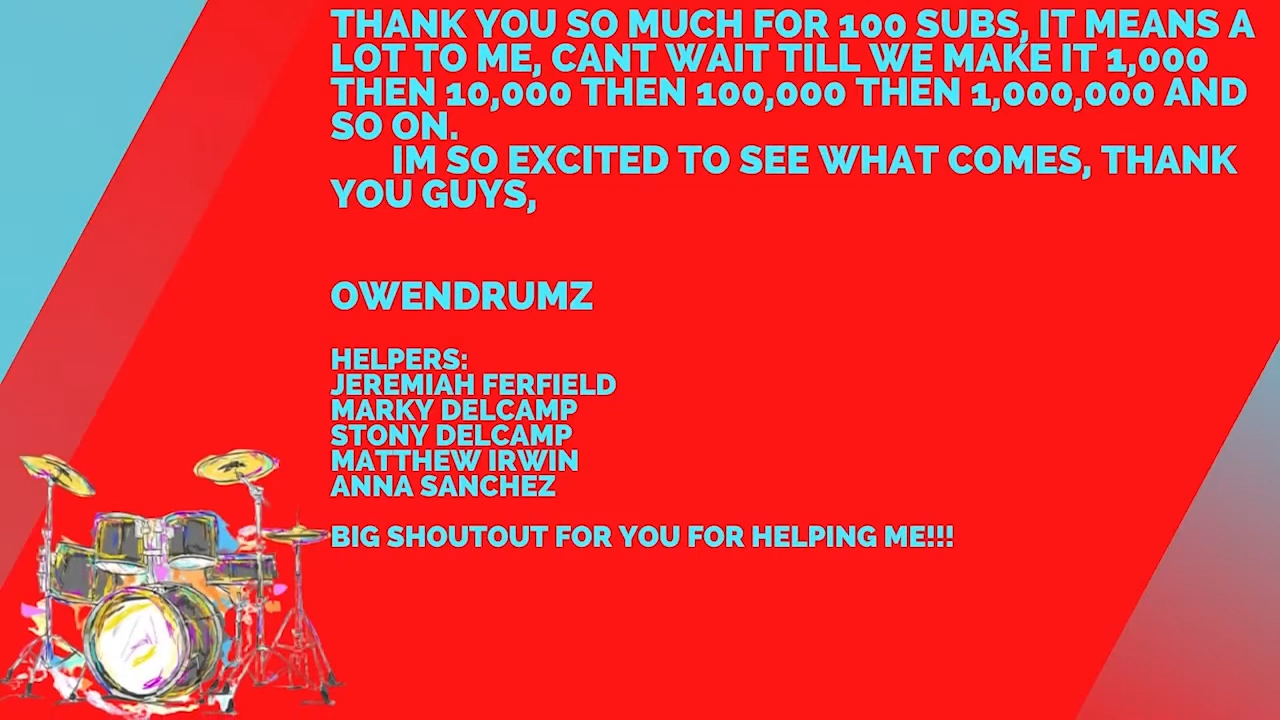 THANK YOU SO MUCH FOR 100 SUBS, IT MEANS A
LOT TO ME, CANT WAIT TILL WE MAKE IT 1,000
THEN 10,000 THEN 100,000 THEN 1,000,000 AND
SO ON.
IM SO EXCITED TO SEE WHAT COMES, THANK
YOU GUYS,
OWENDRUMZ
HELPERS:
JEREMIAH FERFIELD
MARKY DELCAMP
STONY DELCAMP
MATTHEW IRWIN
ANNA SANCHEZ
BIG SHOUTOUT FOR YOU FOR HELPING ME!!!